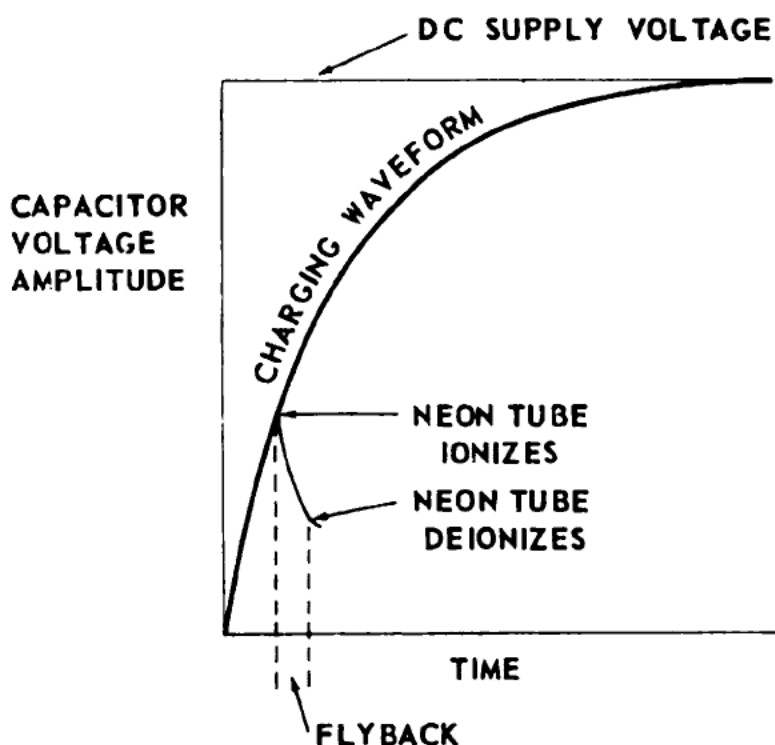 DC SUPPLY VOLTAGE
CHARGING WAVEFORM
CAPACITOR
VOLTAGE
AMPLITUDE
NEON TUBE
IONIZES
NEON TUBE
DEIONIZES
TIME
FLYBACK